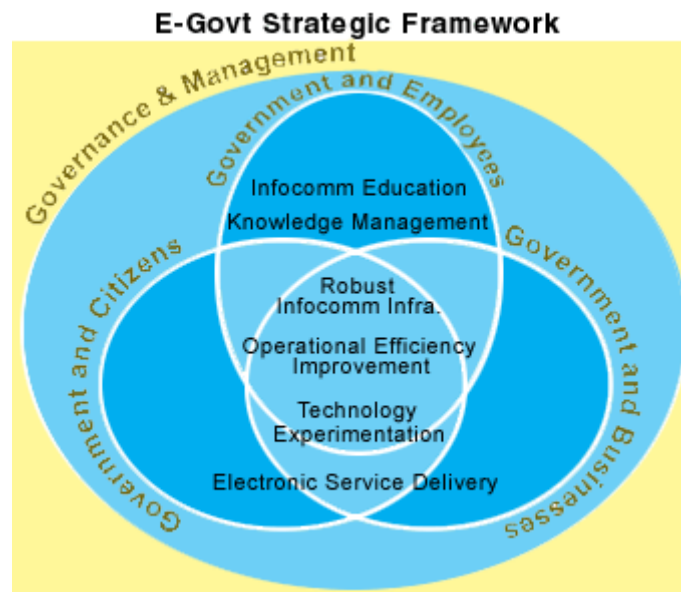 E-Govt Strategic Framework
Governance & Management
Government and Employees
Infocomm Education
Knowledge Management
Government and Citizens
Government and Businesses
Robust
Infocomm Infra.
Operational Efficiency
Improvement
Technology
Experimentation
Electronic Service Delivery